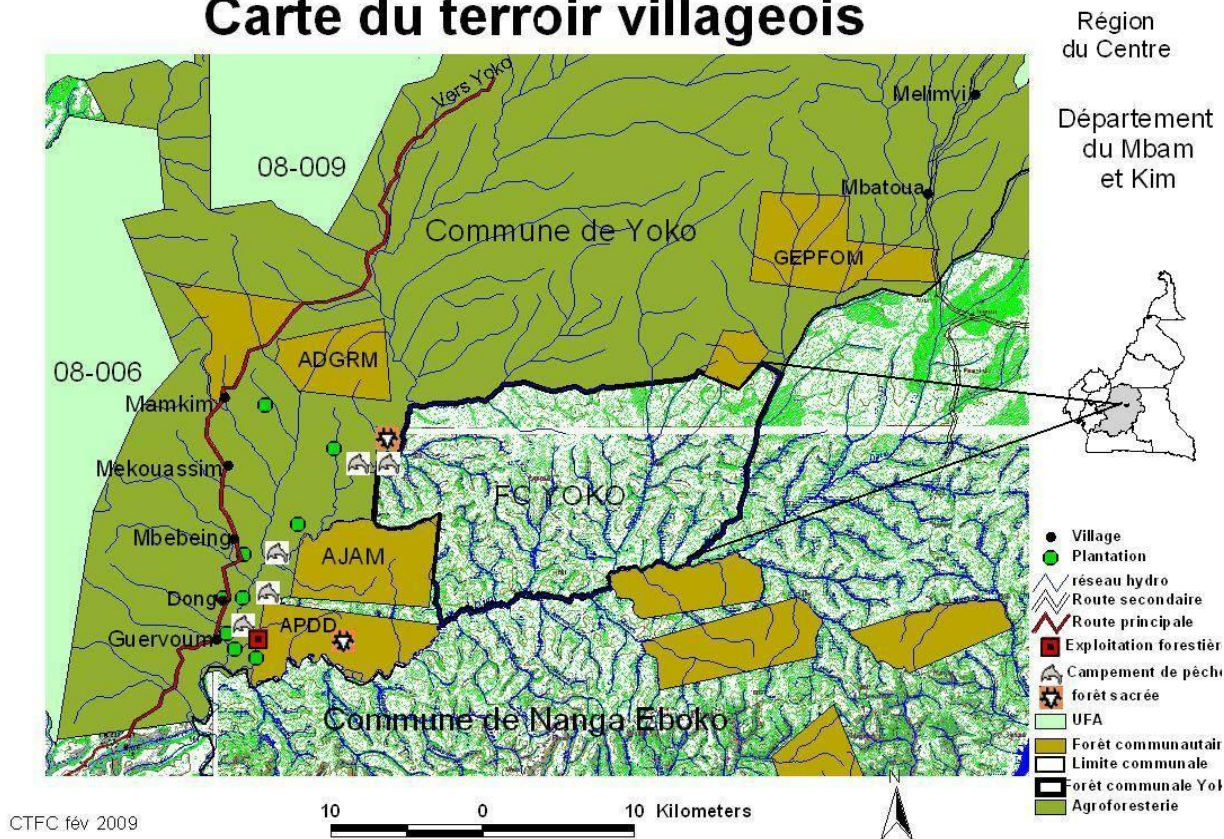 Carte du terroir villageois
Région
du Centre
Département
du Mbam
et Kim
Vers Yoko
Melimvi
08-009
Mbatoua
Commune de Yoko
GEPFOM
ADGRM
08-006
Mamkim
Mekouassim
FC YOKO
Mbebeing
AJAM
Dong
APDD
Guervoum
Commune de Nanga Eboko
Village
Plantation
réseau hydro
Route secondaire
Route principale
Exploitation forestièr
Campement de pêche
forêt sacrée
UFA
Forêt communautair
Limite communale
Forêt communale Yok
Agroforesterie
N
10 0 10 Kilometers
CTFC fév 2009